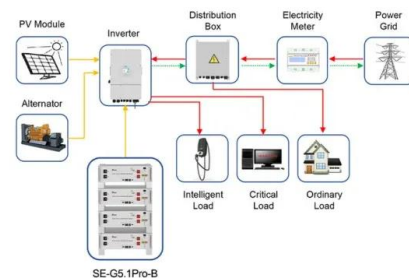 PV Module
Inverter
Distribution
Box
Electricity
Meter
Power
Grid
Alternator
Intelligent
Load
Critical
Load
Ordinary
Load
SE-G5.1Pro-B